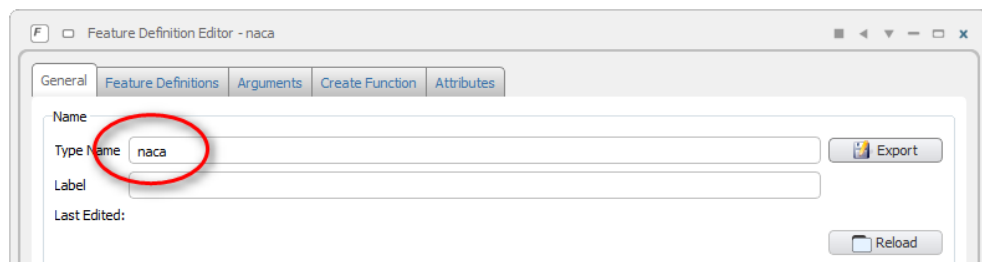 F Feature Definition Editor - naca
General Feature Definitions Arguments Create Function Attributes
Name
Type Name naca Export
Label
Last Edited:
Reload